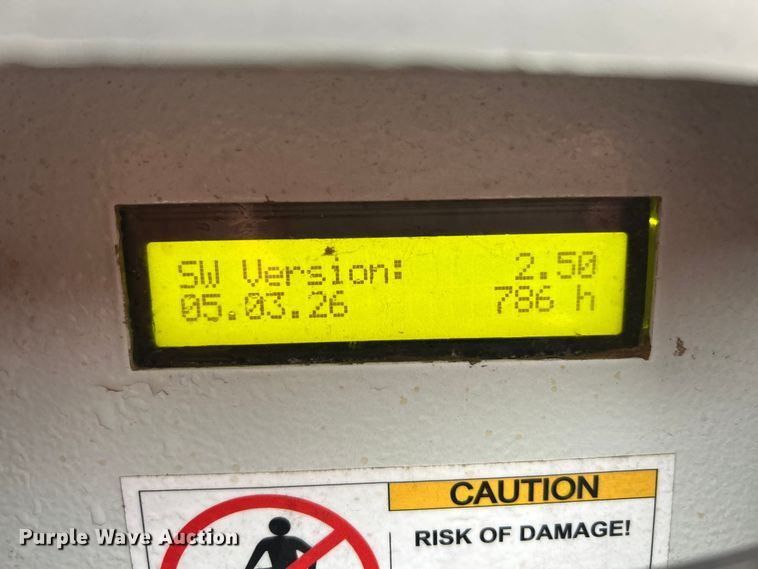 SW Version: 2.50
05.03.26 786 h
CAUTION
RISK OF DAMAGE!
Purple Wave Auction